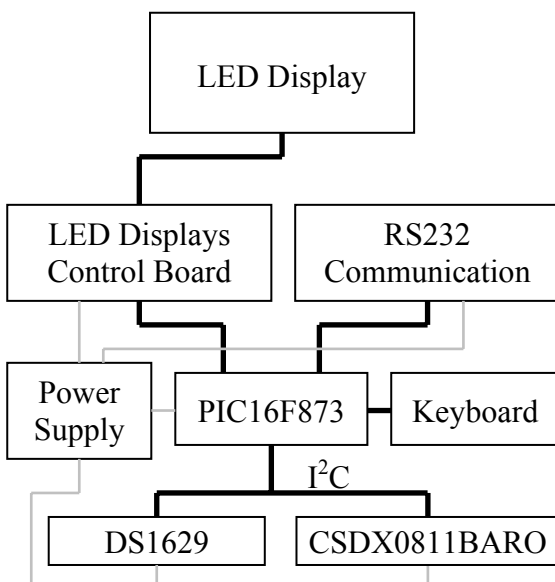 LED Display
LED Displays
Control Board
RS232
Communication
Power
Supply
PIC16F873
Keyboard
I²C
DS1629
CSDX0811BARO